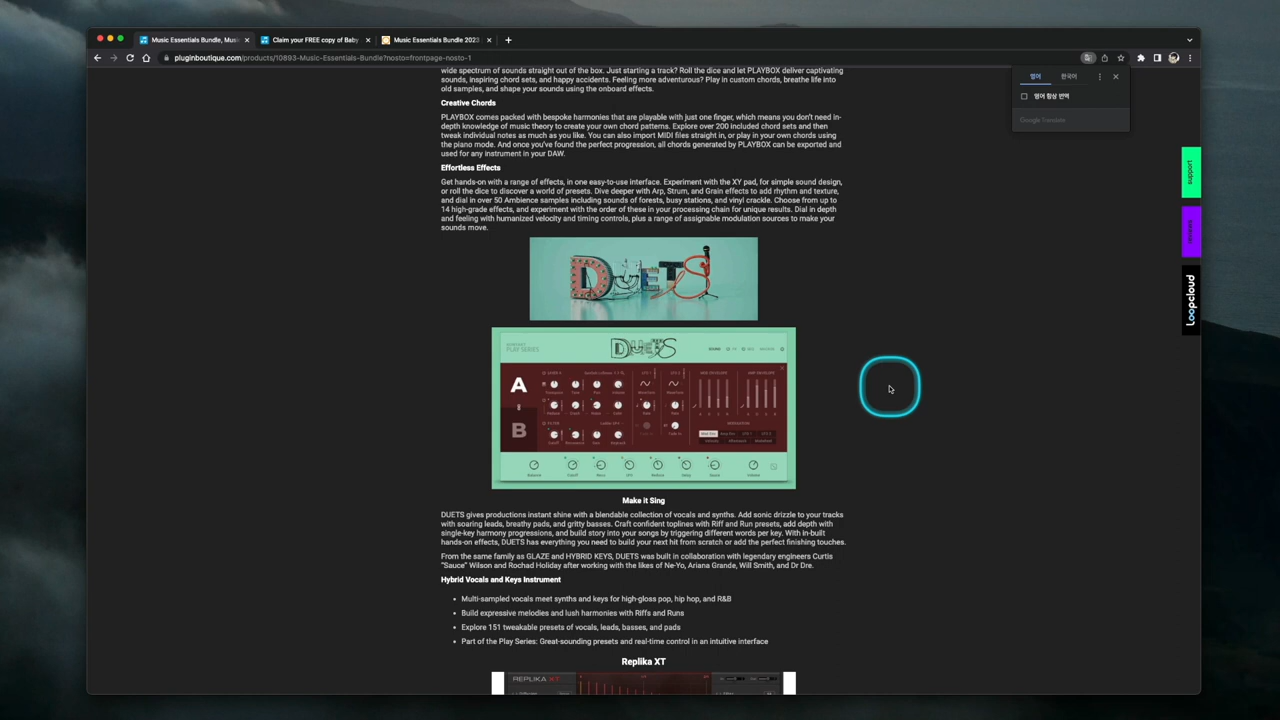 Music Essentials Bundle, Musi
Claim your FREE copy of Baby
Music Essentials Bundle 2023
pluginboutique.com/products/10893-Music-Essentials-Bundle?nosto=frontpage-nosto-1
영어
한국어
영어 항상 번역
Google Translate
wide spectrum of sounds straight out of the box. Just starting a track? Roll the dice and let PLAYBOX deliver captivating
sounds, inspiring chord sets, and happy accidents. Feeling more adventurous? Play in custom chords, breathe life into
old samples, and shape your sounds using the onboard effects.
Creative Chords
PLAYBOX comes packed with bespoke harmonies that are playable with just one finger, which means you don't need in-
depth knowledge of music theory to create your own chord patterns. Explore over 200 included chord sets and then
tweak individual notes as much as you like. You can also import MIDI files straight in, or play in your own chords using
the piano mode. And once you've found the perfect progression, all chords generated by PLAYBOX can be exported and
used for any instrument in your DAW.
Effortless Effects
Get hands-on with a range of effects, in one easy-to-use interface. Experiment with the XY pad, for simple sound design,
or roll the dice to discover a world of presets. Dive deeper with Arp, Strum, and Grain effects to add rhythm and texture,
and dial in over 50 Ambience samples including sounds of forests, busy stations, and vinyl crackle. Choose from up to
14 high-grade effects, and experiment with the order of these in your processing chain for unique results. Dial in depth
and feeling with humanized velocity and timing controls, plus a range of assignable modulation sources to make your
sounds move.
DUETS
PLAY SERIES
DUETS
A
B
Make it Sing
DUETS gives productions instant shine with a blendable collection of vocals and synths. Add sonic drizzle to your tracks
with soaring leads, breathy pads, and gritty basses. Craft confident toplines with Riff and Run presets, add depth with
single-key harmony progressions, and build story into your songs by triggering different words per key. With in-built
hands-on effects, DUETS has everything you need to build your next hit from scratch or add the perfect finishing touches.
From the same family as GLAZE and HYBRID KEYS, DUETS was built in collaboration with legendary engineers Curtis
"Sauce" Wilson and Rochad Holiday after working with the likes of Ne-Yo, Ariana Grande, Will Smith, and Dr Dre.
Hybrid Vocals and Keys Instrument
• Multi-sampled vocals meet synths and keys for high-gloss pop, hip hop, and R&B
• Build expressive melodies and lush harmonies with Riffs and Runs
• Explore 151 tweakable presets of vocals, leads, basses, and pads
• Part of the Play Series: Great-sounding presets and real-time control in an intuitive interface
Replika XT
REPLIKA XT
Support
Rewards
Loopcloud